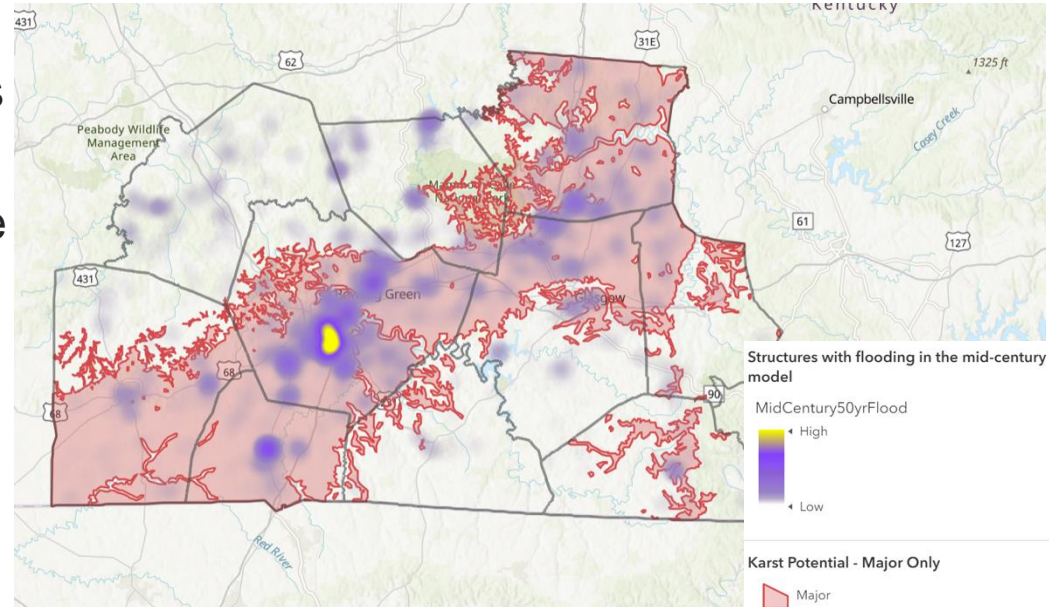 s
e
Kentucky
431
31E
62
1325 ft
Campbellsville
Peabody Wildlife
Management
Area
Casey Creek
61
127
431
Green
Glasgow
68
90
68
Red River
Structures with flooding in the mid-century
model
MidCentury50yrFlood
High
Low
Karst Potential - Major Only
Major